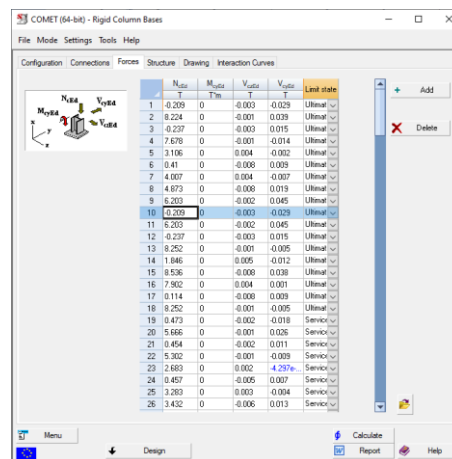 COMET (64-bit) - Rigid Column Bases
File Mode Settings Tools Help
Configuration Connections Forces Structure Drawing Interaction Curves
NcEd McyEd VczEd VcyEd Limit state
T T*m T T
1 -0.209 0 -0.003 -0.029 Ultimat
2 8.224 0 -0.001 0.039 Ultimat
3 -0.237 0 -0.003 0.015 Ultimat
4 7.678 0 -0.001 -0.014 Ultimat
5 3.106 0 0.004 -0.002 Ultimat
6 0.41 0 -0.008 0.009 Ultimat
7 4.007 0 0.004 -0.007 Ultimat
8 4.873 0 -0.008 0.019 Ultimat
9 6.203 0 -0.002 0.045 Ultimat
10 -0.209 0 -0.003 -0.029 Ultimat
11 6.203 0 -0.002 0.045 Ultimat
12 -0.237 0 -0.003 0.015 Ultimat
13 8.252 0 -0.001 -0.005 Ultimat
14 1.846 0 0.005 -0.012 Ultimat
15 8.536 0 -0.008 0.038 Ultimat
16 7.902 0 0.004 0.001 Ultimat
17 0.114 0 -0.008 0.009 Ultimat
18 8.252 0 -0.001 -0.005 Ultimat
19 0.473 0 -0.002 -0.018 Service
20 5.666 0 -0.001 0.026 Service
21 0.454 0 -0.002 0.011 Service
22 5.302 0 -0.001 -0.009 Service
23 2.683 0 0.002 -4.297e-... Service
24 0.457 0 -0.005 0.007 Service
25 3.283 0 0.003 -0.004 Service
26 3.432 0 -0.006 0.013 Service
NcEd VcyEd
McyEd
VczEd
x
y
z
+ Add
Delete
Menu
Calculate
Design
Report
Help